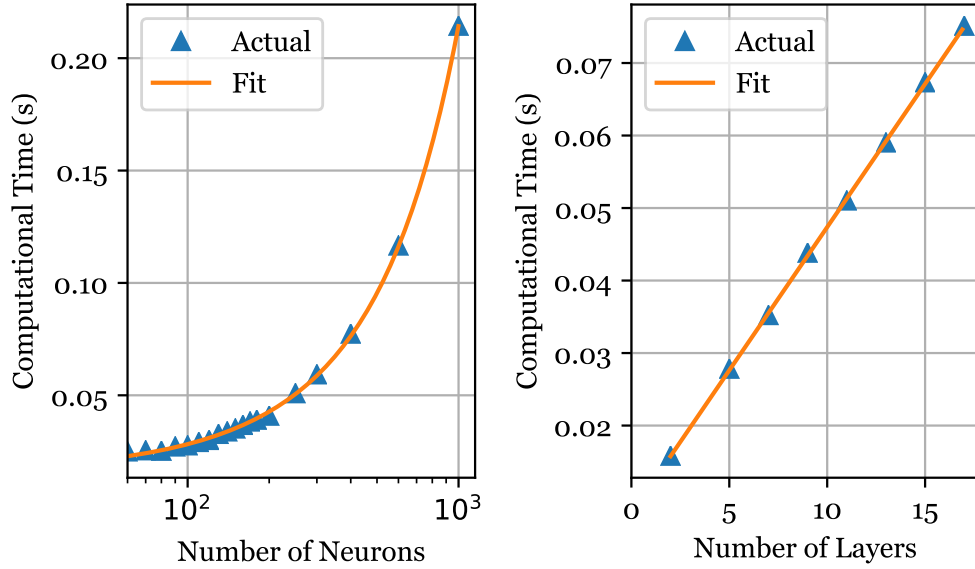 Computational Time (s)
0.20
0.15
0.10
0.05
Actual
Fit
10²
10³
Number of Neurons
Computational Time (s)
0.07
0.06
0.05
0.04
0.03
0.02
Actual
Fit
0
5
10
15
Number of Layers